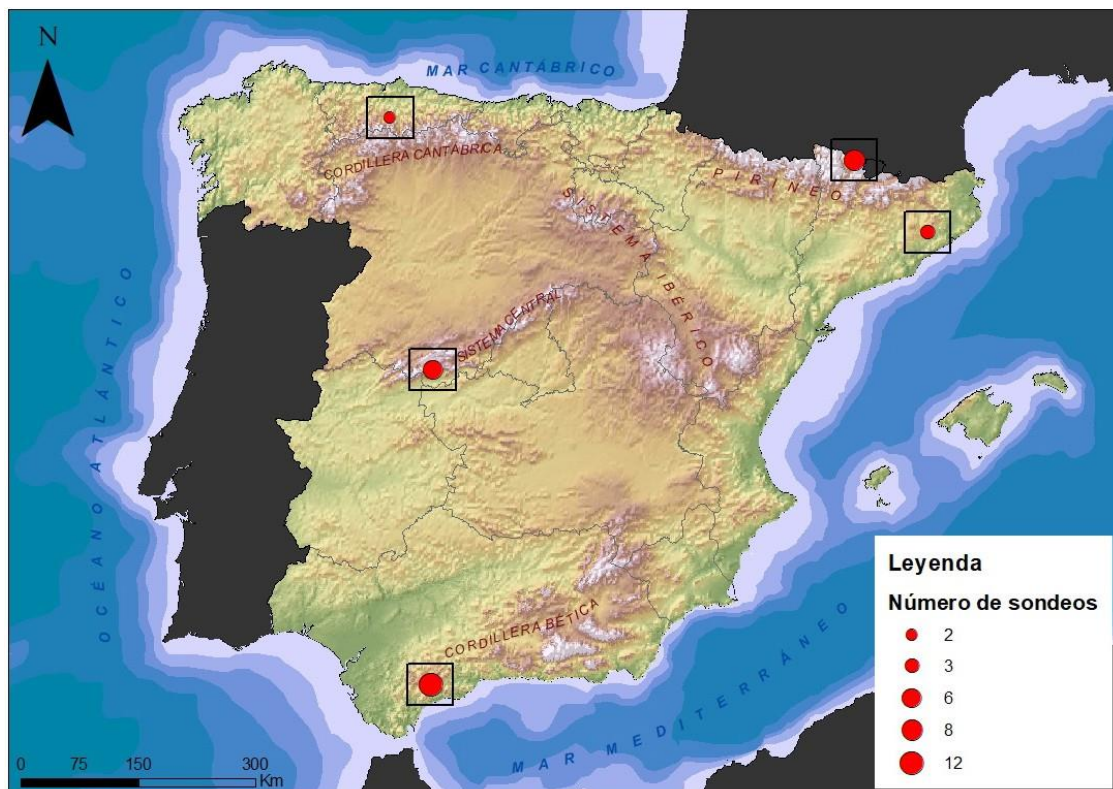 N
MAR CANTÁBRICO
CORDILLERA CANTÁBRICA
PIRINEO
SISTEMA IBÉRICO
SISTEMA CENTRAL
OCÉANO ATLÁNTICO
CORDILLERA BÉTICA
MAR MEDITERRÁNEO
Leyenda
Número de sondeos
2
3
6
8
12
0 75 150 300
Km